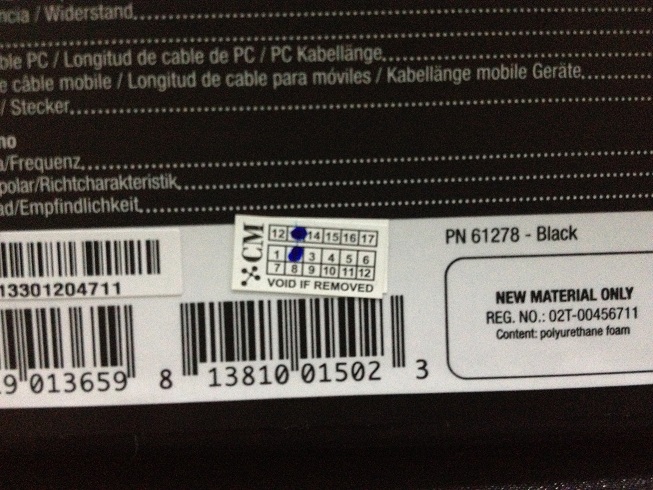 ncia / Widerstand
ble PC / Longitud de cable de PC / PC Kabellänge
e câble mobile / Longitud de cable para móviles / Kabellänge mobile Geräte
/ Stecker
no
a/Frequenz
polar/Richtcharakteristik
ad/Empfindlichkeit
CM
12 14 15 16 17
1 3 4 5 6
7 8 9 10 11 12
VOID IF REMOVED
PN 61278 - Black
13301204711
NEW MATERIAL ONLY
REG. NO.: 02T-00456711
Content: polyurethane foam
9 013659
8 13810 01502 3